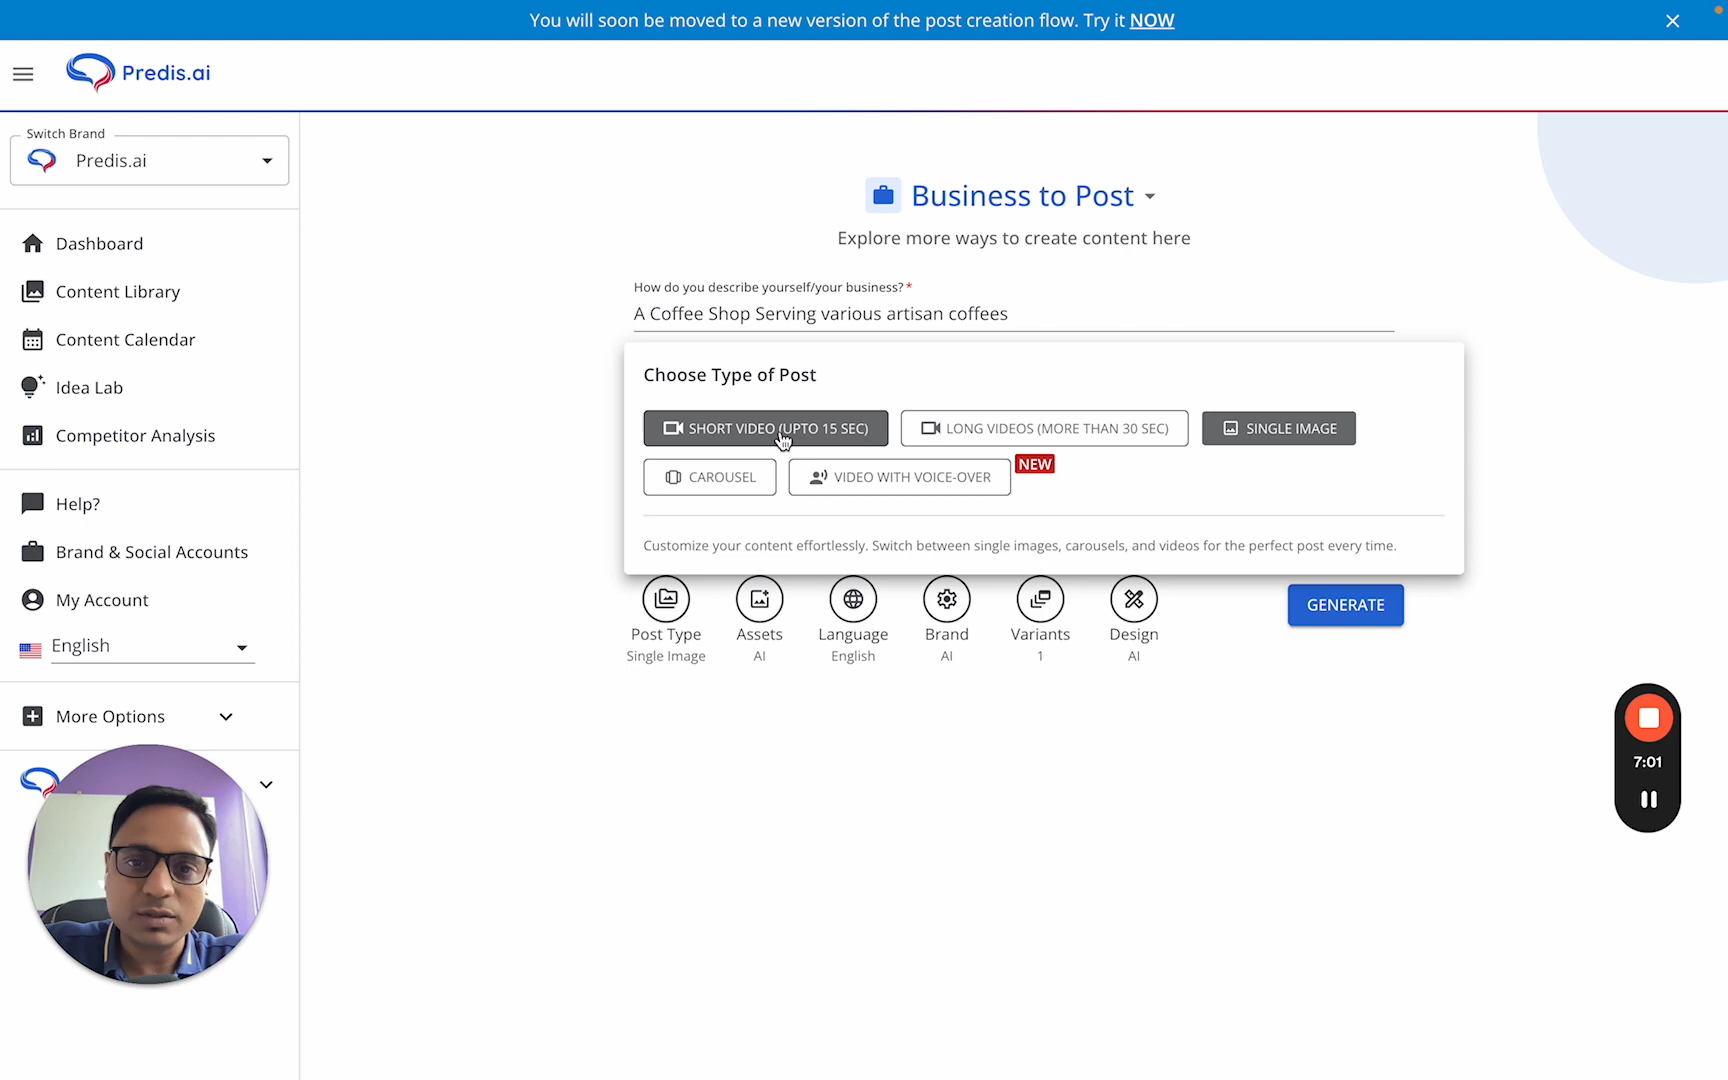 You will soon be moved to a new version of the post creation flow. Try it NOW
Predis.ai
Switch Brand
Predis.ai
Dashboard
Content Library
Content Calendar
Idea Lab
Competitor Analysis
Help?
Brand & Social Accounts
My Account
English
More Options
Business to Post
Explore more ways to create content here
How do you describe yourself/your business? *
A Coffee Shop Serving various artisan coffees
Choose Type of Post
SHORT VIDEO (UPTO 15 SEC)
LONG VIDEOS (MORE THAN 30 SEC)
SINGLE IMAGE
CAROUSEL
VIDEO WITH VOICE-OVER
NEW
Customize your content effortlessly. Switch between single images, carousels, and videos for the perfect post every time.
Post Type
Single Image
Assets
AI
Language
English
Brand
AI
Variants
1
Design
AI
GENERATE
7:01